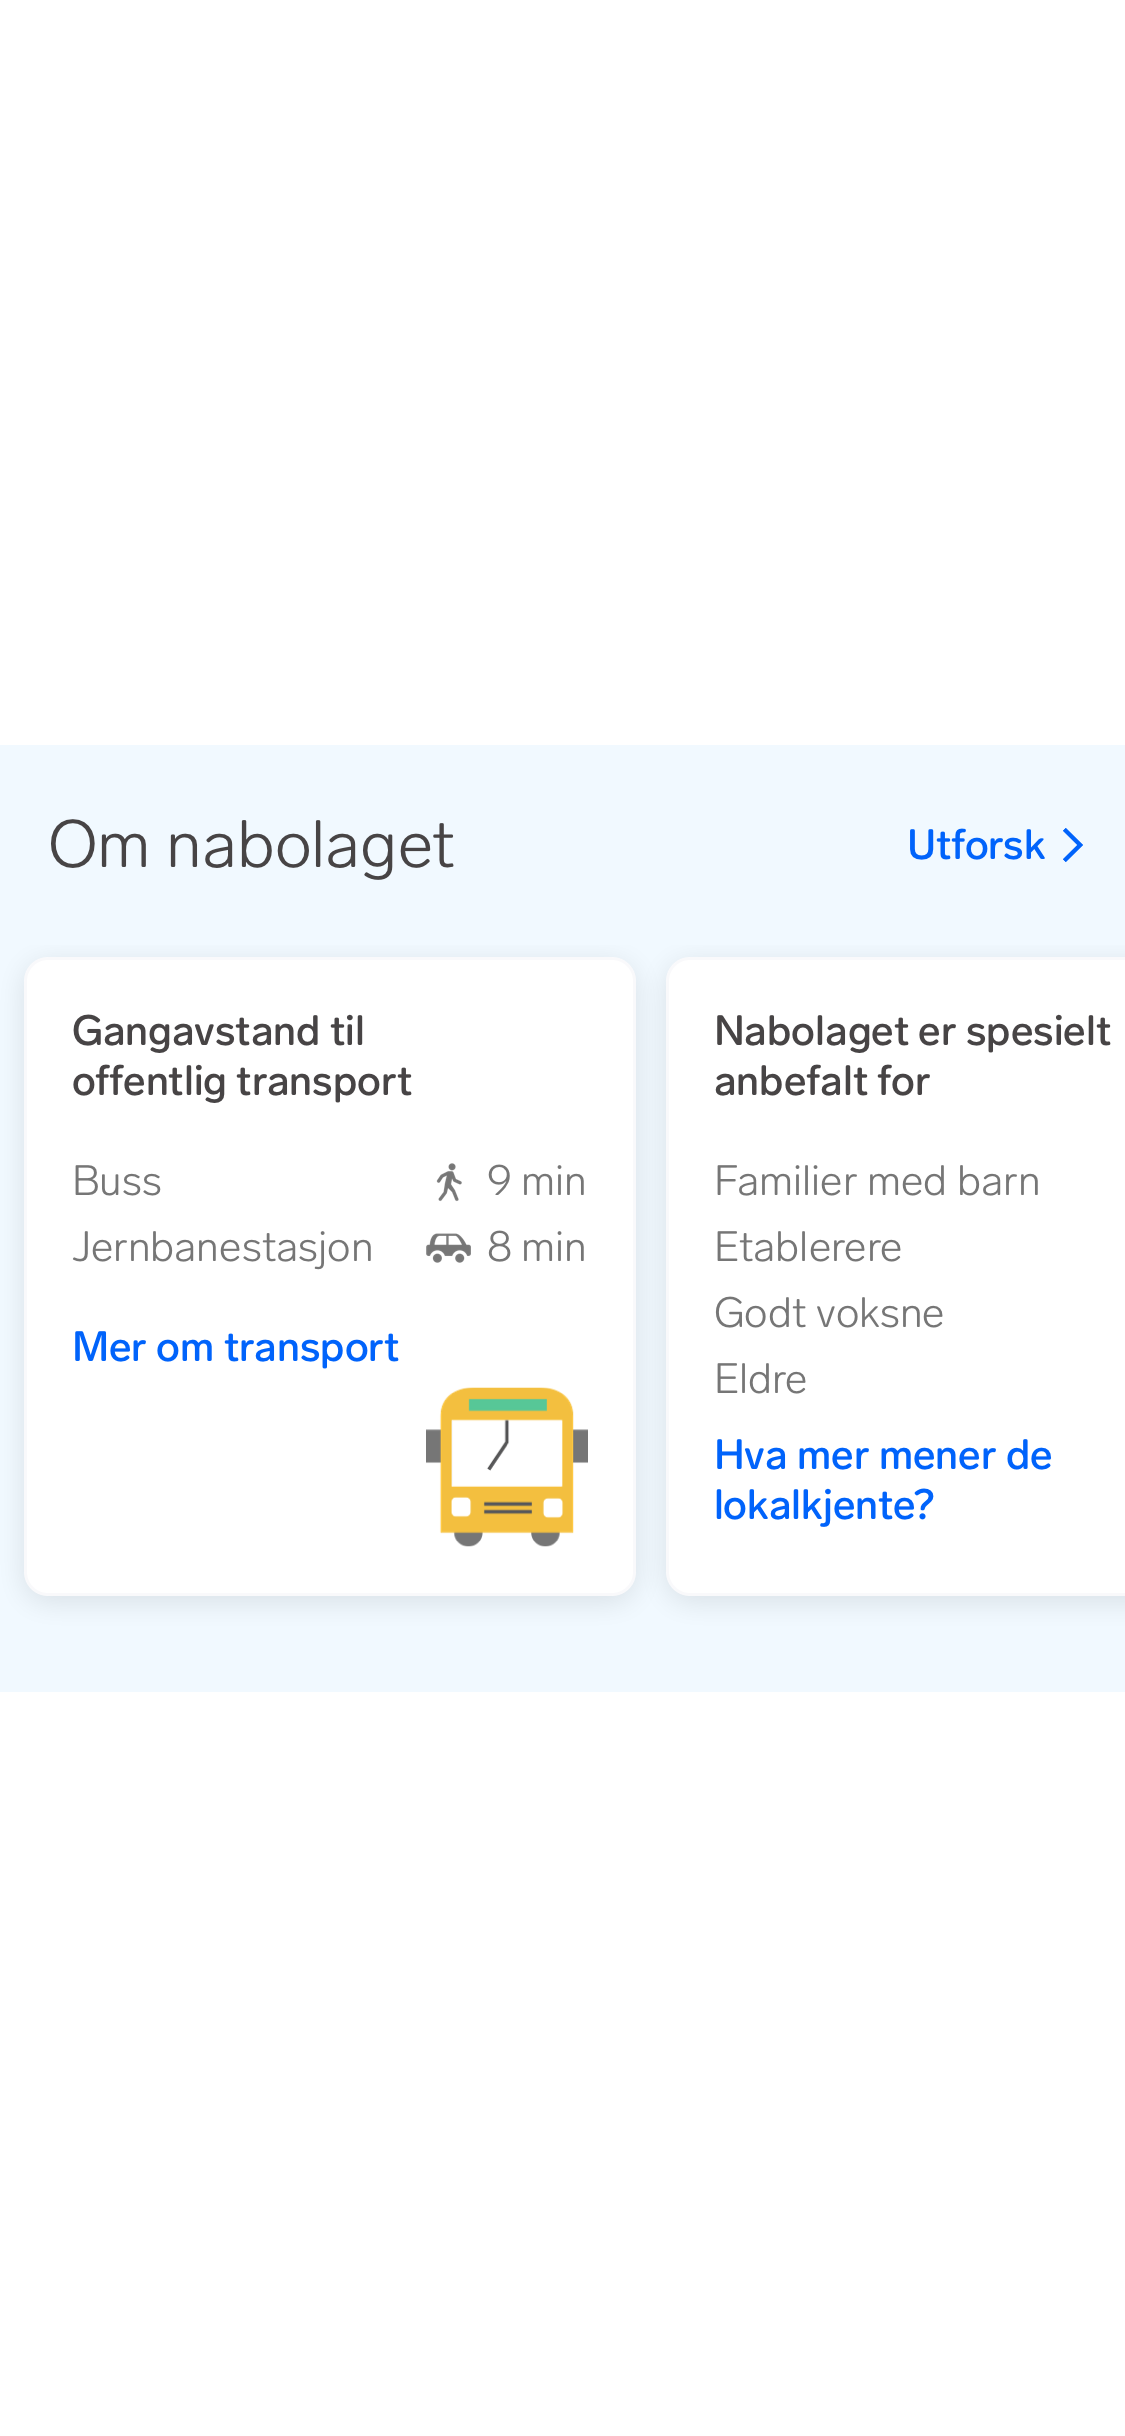 Om nabolaget
Utforsk
Gangavstand til
offentlig transport
Buss 9 min
Jernbanestasjon 8 min
Mer om transport
Nabolaget er spesielt
anbefalt for
Familier med barn
Etablerere
Godt voksne
Eldre
Hva mer mener de
lokalkjente?